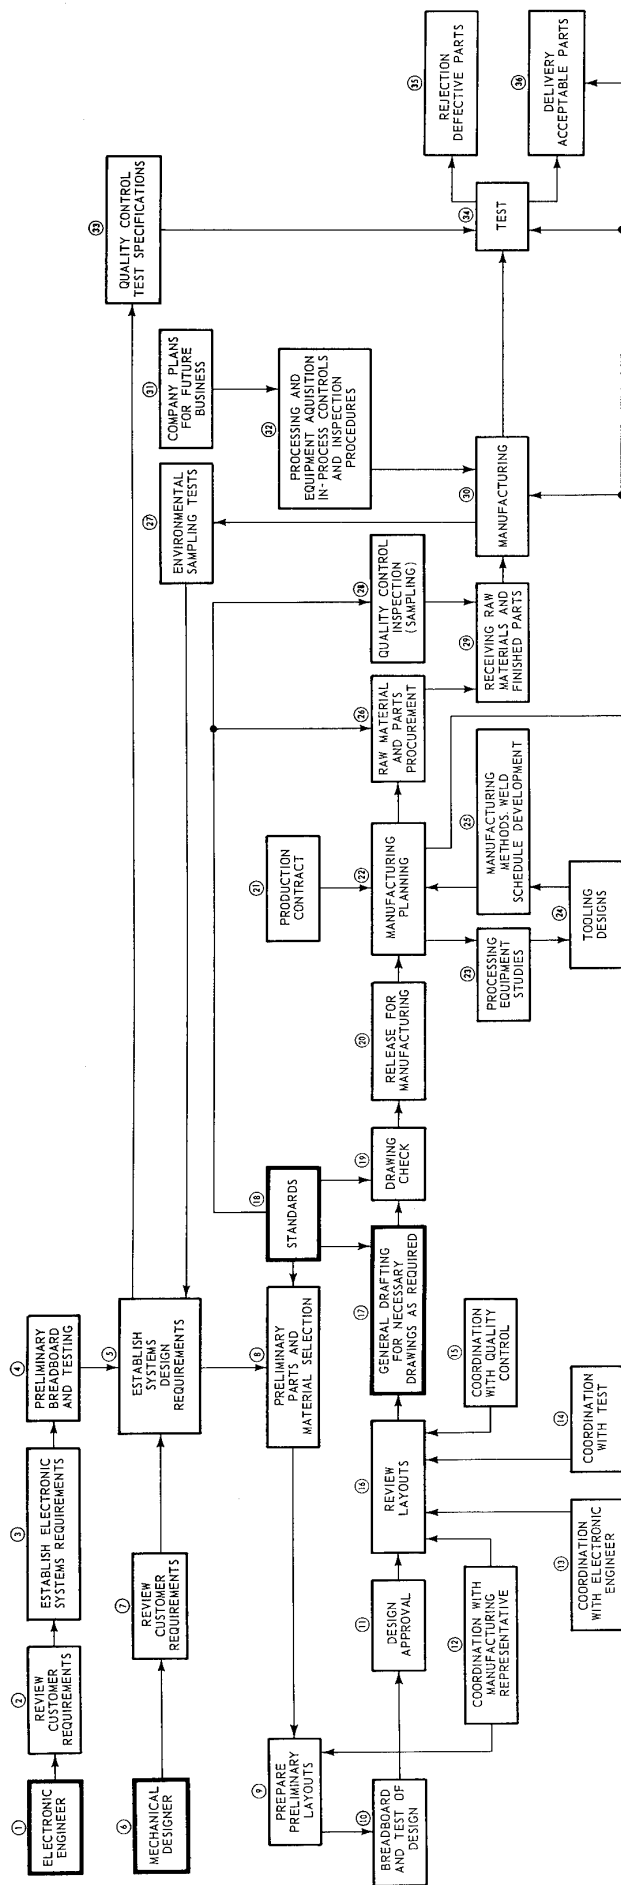 1
ELECTRONIC
ENGINEER
2
REVIEW
CUSTOMER
REQUIREMENTS
3
ESTABLISH ELECTRONIC
SYSTEMS REQUIREMENTS
4
PRELIMINARY
BREADBOARD
AND TESTING
5
ESTABLISH
SYSTEMS
DESIGN
REQUIREMENTS
6
MECHANICAL
DESIGNER
7
REVIEW
CUSTOMER
REQUIREMENTS
8
PRELIMINARY
PARTS AND
MATERIAL SELECTION
9
PREPARE
PRELIMINARY
LAYOUTS
10
BREADBOARD
AND TEST OF
DESIGN
11
DESIGN
APPROVAL
12
COORDINATION WITH
MANUFACTURING
REPRESENTATIVE
13
COORDINATION
WITH ELECTRONIC
ENGINEER
14
COORDINATION
WITH TEST
15
COORDINATION
WITH QUALITY
CONTROL
16
REVIEW
LAYOUTS
17
GENERAL DRAFTING
FOR NECESSARY
DRAWINGS AS REQUIRED
18
STANDARDS
19
DRAWING
CHECK
20
RELEASE FOR
MANUFACTURING
21
PRODUCTION
CONTRACT
22
MANUFACTURING
PLANNING
23
PROCESSING
EQUIPMENT
STUDIES
24
TOOLING
DESIGNS
25
MANUFACTURING
METHODS. WELD
SCHEDULE DEVELOPMENT
26
RAW MATERIAL
AND PARTS
PROCUREMENT
27
ENVIRONMENTAL
SAMPLING TESTS
28
QUALITY CONTROL
INSPECTION
(SAMPLING)
29
RECEIVING RAW
MATERIALS AND
FINISHED PARTS
30
MANUFACTURING
31
COMPANY PLANS
FOR FUTURE
BUSINESS
32
PROCESSING AND
EQUIPMENT AQUISITION
IN-PROCESS CONTROLS
AND INSPECTION
PROCEDURES
33
QUALITY CONTROL
TEST SPECIFICATIONS
34
TEST
35
REJECTION
DEFECTIVE PARTS
36
DELIVERY
ACCEPTABLE PARTS